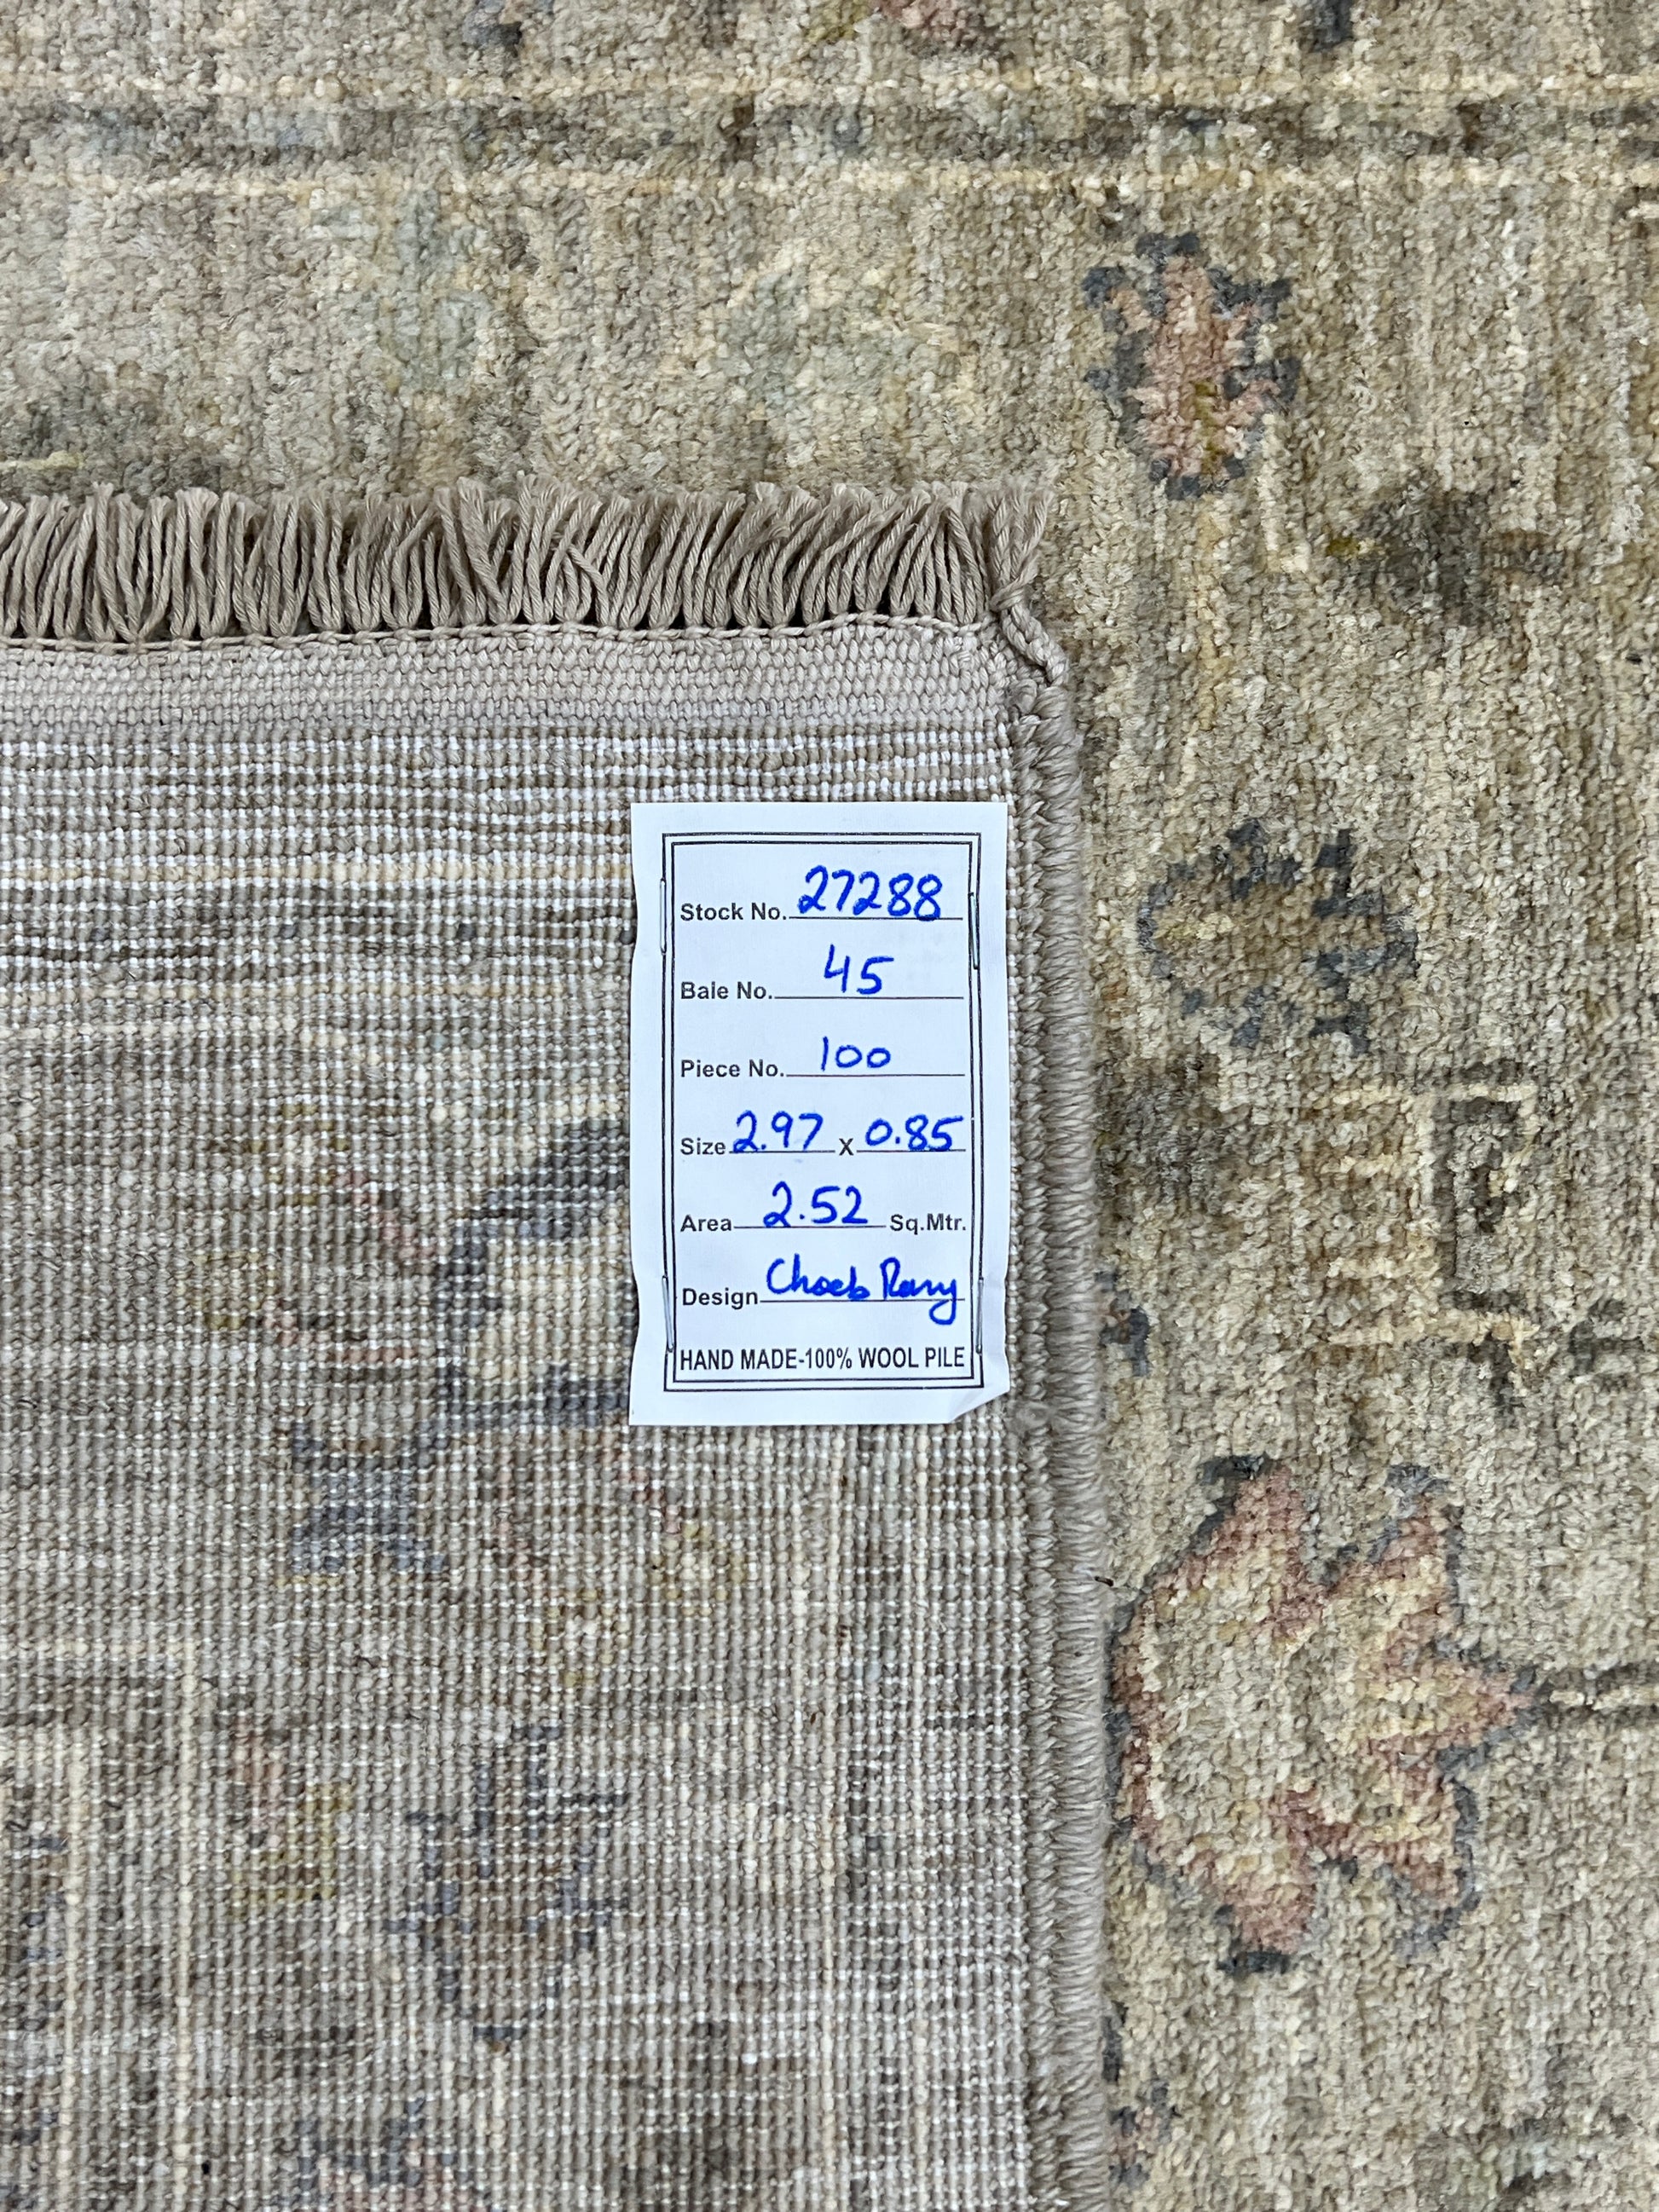 Stock No. 27288
Bale No. 45
Piece No. 100
Size 2.97 x 0.85
Area 2.52 Sq.Mtr.
Design Choeb Rang
HAND MADE-100% WOOL PILE